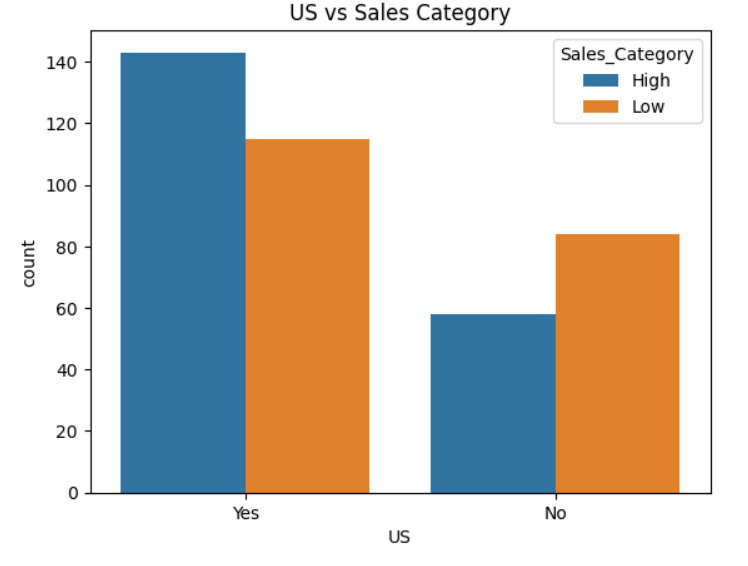 US vs Sales Category
Sales_Category
High
Low
count
140
120
100
80
60
40
20
0
Yes
No
US